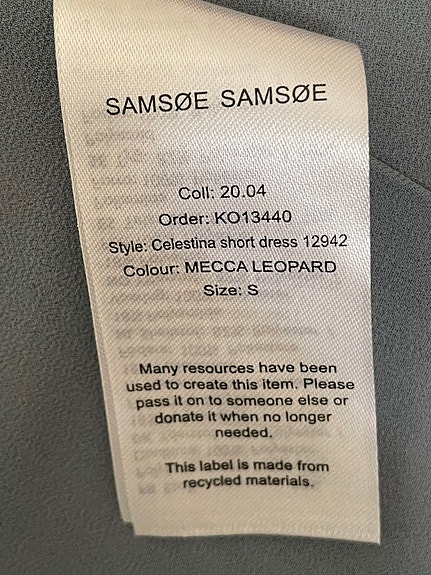 SAMSØE SAMSØE
Coll: 20.04
Order: KO13440
Style: Celestina short dress 12942
Colour: MECCA LEOPARD
Size: S
Many resources have been
used to create this item. Please
pass it on to someone else or
donate it when no longer
needed.
This label is made from
recycled materials.